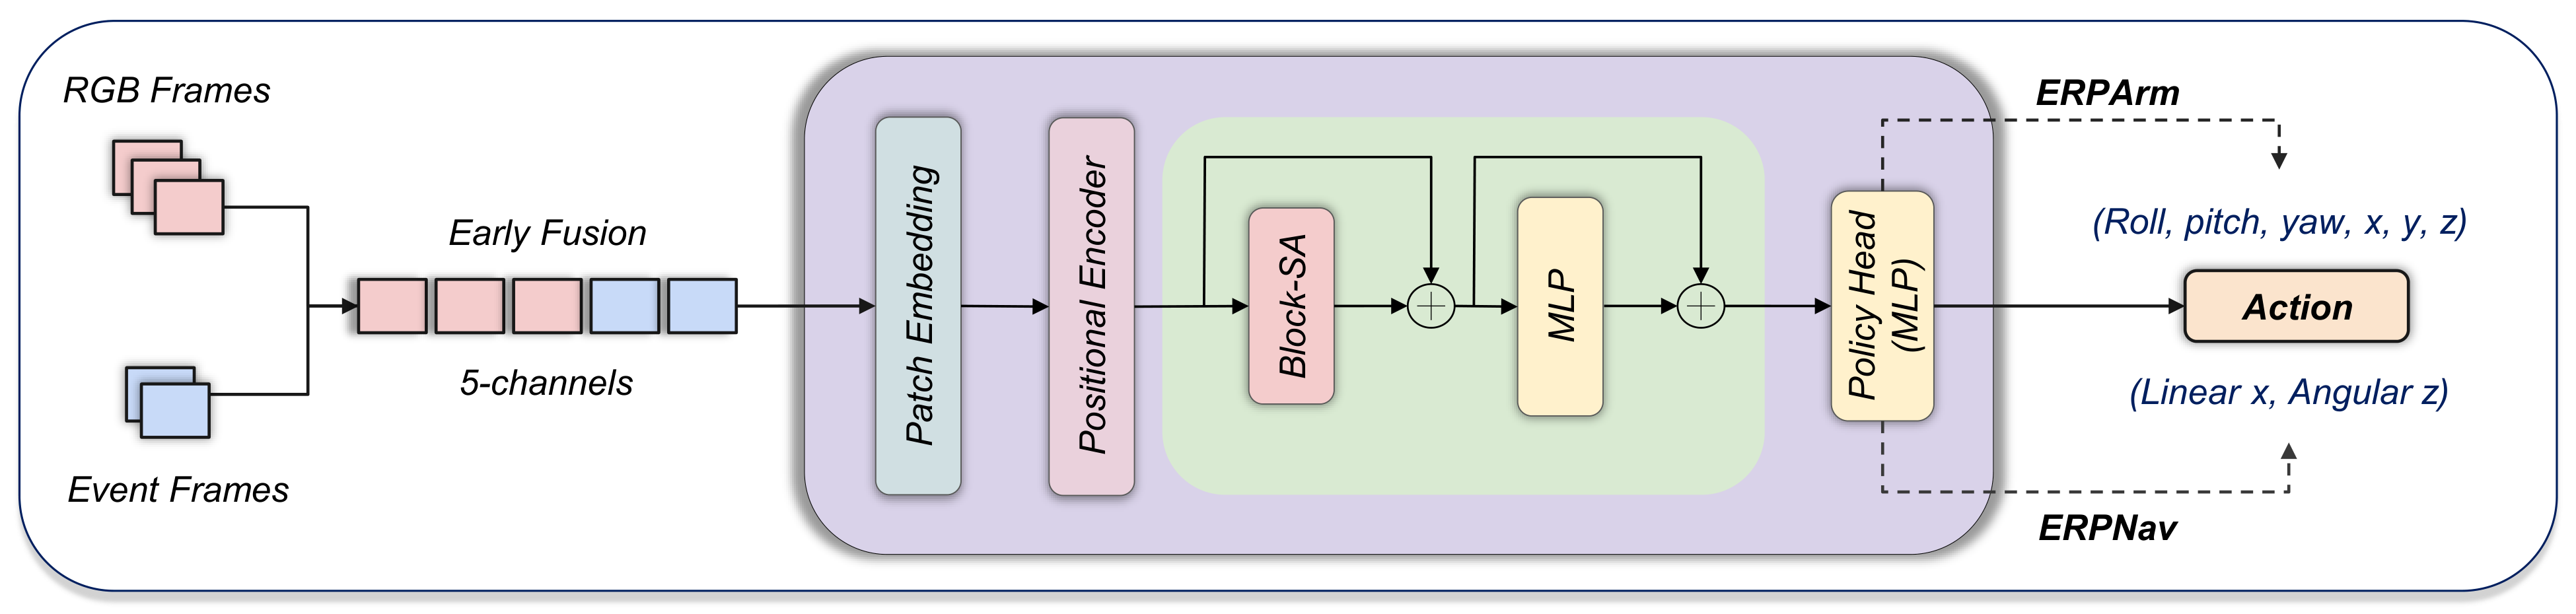 RGB Frames
Event Frames
Early Fusion
5-channels
Patch Embedding
Positional Encoder
Block-SA
MLP
Policy Head
(MLP)
ERPArm
(Roll, pitch, yaw, x, y, z)
Action
(Linear x, Angular z)
ERPNav